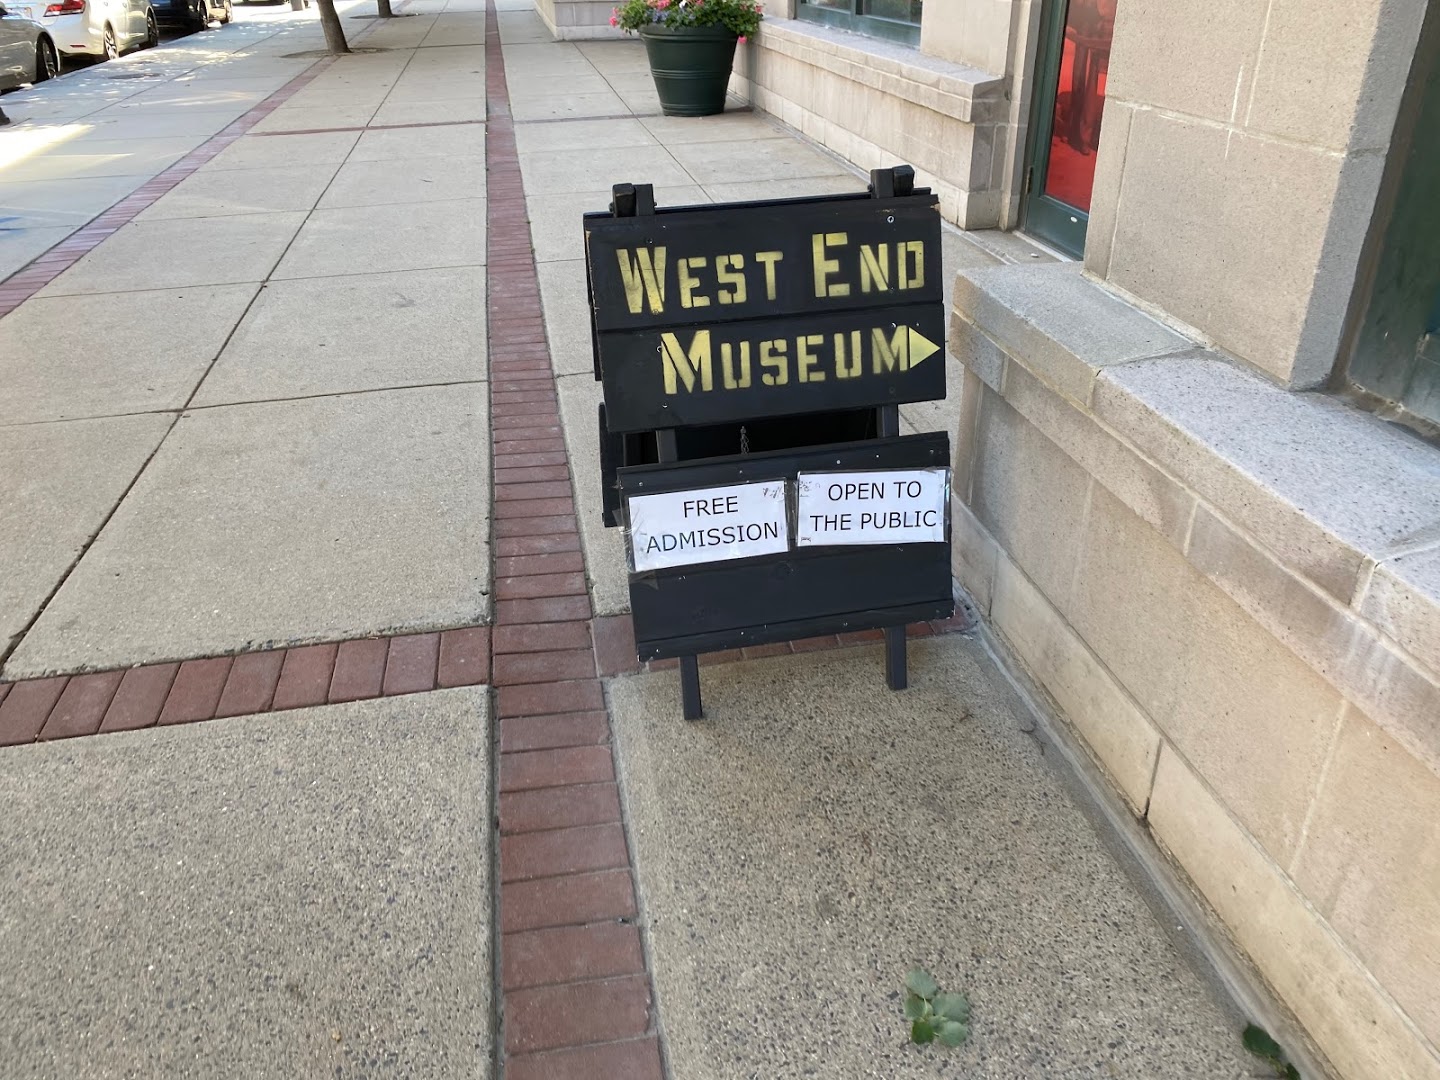 WEST END
MUSEUM
FREE
ADMISSION
OPEN TO
THE PUBLIC